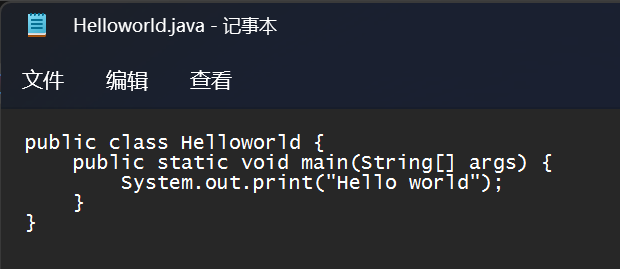 Helloworld.java - 记事本
文件 编辑 查看
public class Helloworld {
    public static void main(String[] args) {
        System.out.print("Hello world");
    }
}